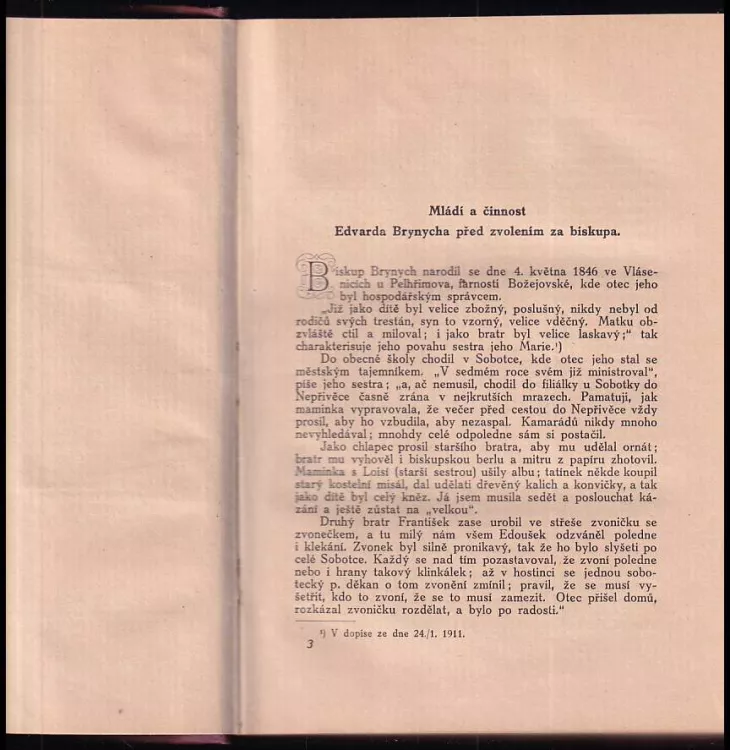 Mládí a činnost
Edvarda Brynycha před zvolením za biskupa.
Biskup Brynych narodil se dne 4. května 1846 ve Vláse-
nicích u Pelhřimova, farnosti Božejovské, kde otec jeho
byl hospodářským správcem.
„Již jako dítě byl velice zbožný, poslušný, nikdy nebyl od
rodičů svých trestán, syn to vzorný, velice vděčný. Matku ob-
zvláště ctil a miloval; i jako bratr byl velice laskavý;“ tak
charakterisuje jeho povahu sestra jeho Marie.¹)
Do obecné školy chodil v Sobotce, kde otec jeho stal se
městským tajemníkem. „V sedmém roce svém již ministroval“,
píše jeho sestra; „a, ač nemusil, chodil do filiálky u Sobotky do
Nepřivěce časně zrána v nejkrutších mrazech. Pamatuji, jak
maminka vypravovala, že večer před cestou do Nepřívěce vždy
prosil, aby ho vzbudila, aby nezaspal. Kamarádů nikdy mnoho
nevyhledával; mnohdy celé odpoledne sám si postačil.
Jako chlapec prosil staršího bratra, aby mu udělal ornát;
bratr mu vyhověl i biskupskou berlu a mitru z papíru zhotovil.
Maminka s Loisí (starší sestrou) ušily albu; tatínek někde koupil
starý kostelní misál, dal udělati dřevěný kalich a konvičky, a tak
jako dítě byl celý kněz. Já jsem musila sedět a poslouchat ká-
zání a ještě zůstat na „velkou“.
Druhý bratr František zase urobil ve střeše zvoničku se
zvonečkem, a tu milý nám všem Edoušek odzváněl poledne
i klekání. Zvonek byl silně pronikavý, tak že ho bylo slyšeti po
celé Sobotce. Každý se nad tím pozastavoval, že zvoní poledne
nebo i hrany takový klinkálek; až v hostinci se jednou sobo-
tecký p. děkan o tom zvonění zmínil; pravil, že se musí vy-
šetřit, kdo to zvoní, že se to musí zamezit. Otec přišel domů,
rozkázal zvoničku rozdělat, a bylo po radosti.“
¹) V dopise ze dne 24./1. 1911.
3